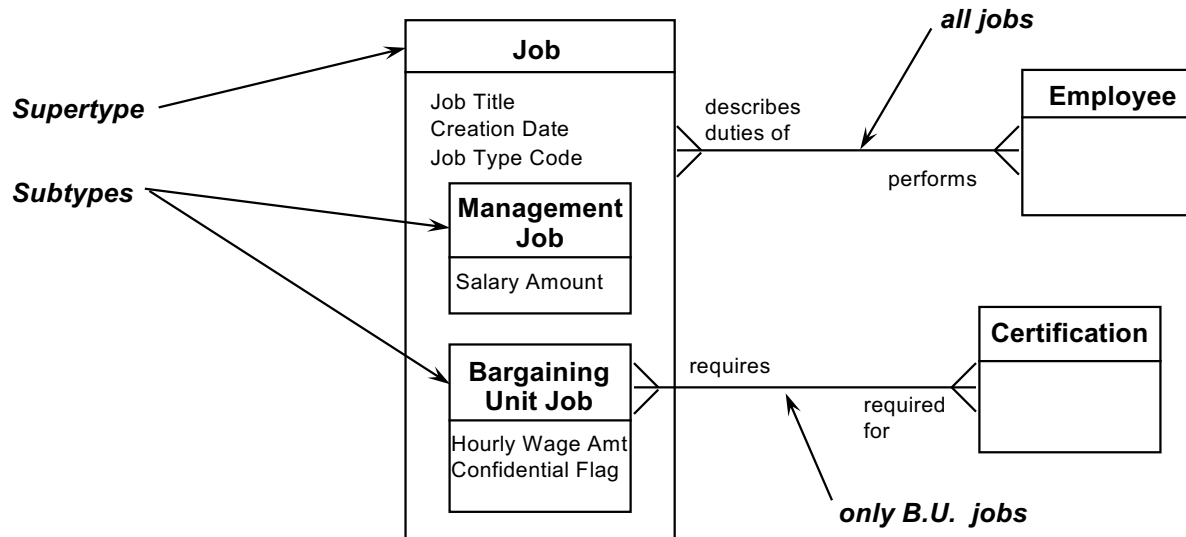 all jobs
Job
Employee
Supertype
Job Title
Creation Date
Job Type Code
describes
duties of
performs
Subtypes
Management
Job
Salary Amount
Certification
Bargaining
Unit Job
requires
required
for
Hourly Wage Amt
Confidential Flag
only B.U. jobs